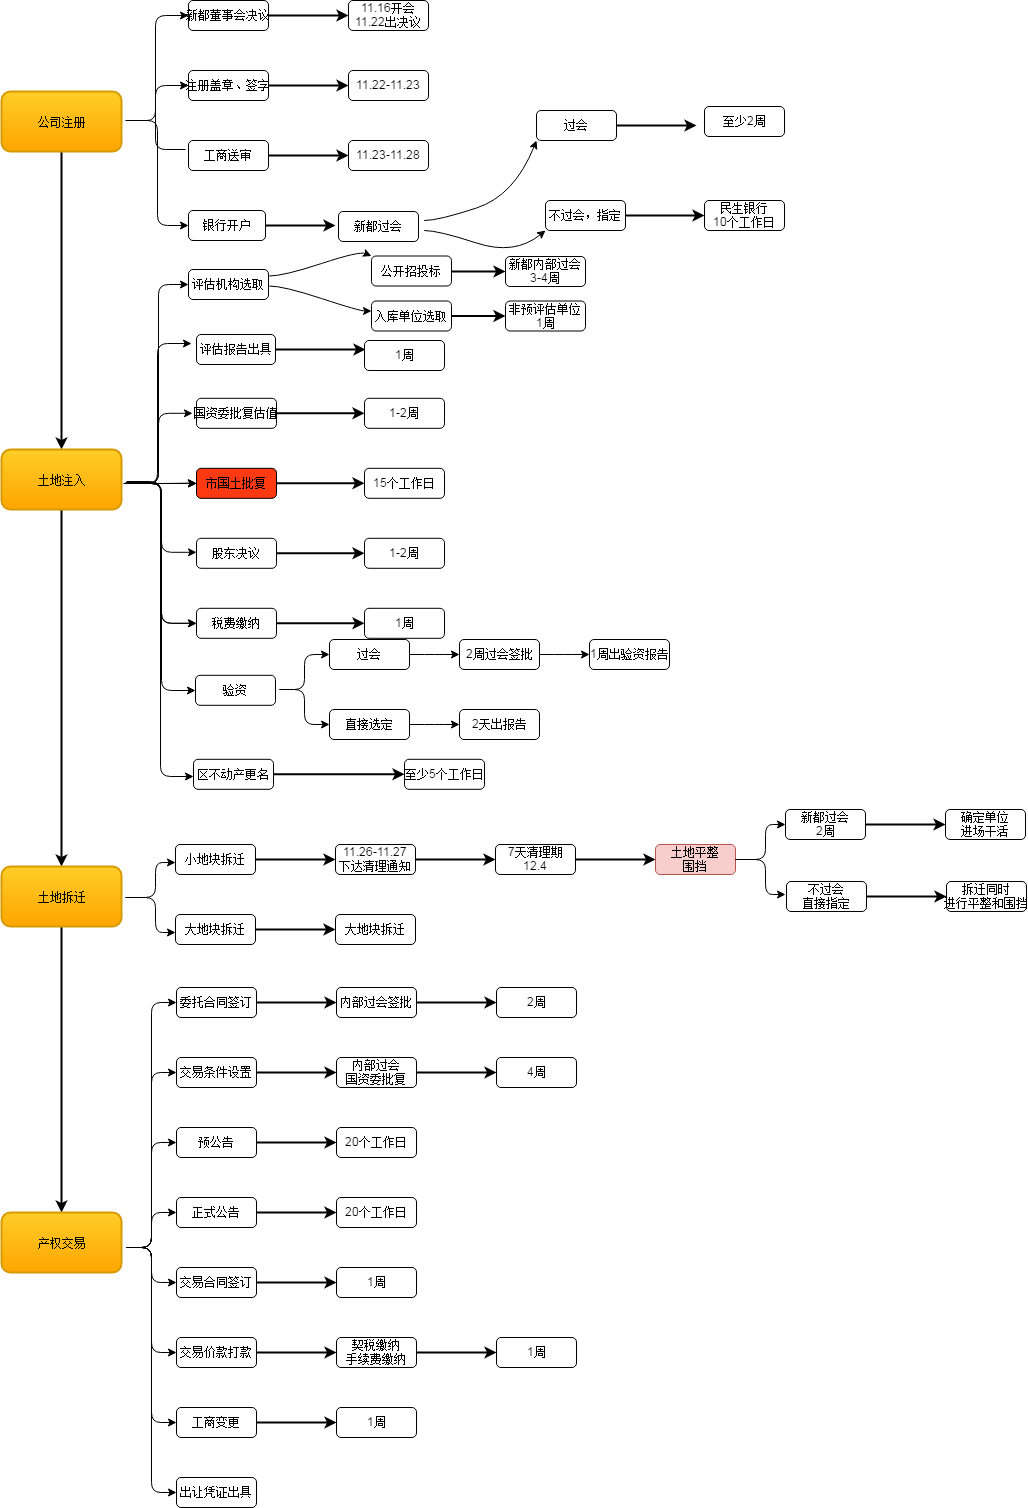 新都董事会决议
11.16开会
11.22出决议
注册盖章、签字
11.22-11.23
公司注册
过会
至少2周
工商送审
11.23-11.28
银行开户
新都过会
不过会，指定
民生银行
10个工作日
评估机构选取
公开招投标
新都内部过会
3-4周
入库单位选取
非预评估单位
1周
评估报告出具
1周
国资委批复估值
1-2周
土地注入
市国土批复
15个工作日
股东决议
1-2周
税费缴纳
1周
验资
过会
2周过会签批
1周出验资报告
直接选定
2天出报告
区不动产更名
至少5个工作日
土地拆迁
小地块拆迁
11.26-11.27
下达清理通知
7天清理期
12.4
土地平整
围挡
新都过会
2周
确定单位
进场干活
不过会
直接指定
拆迁同时
进行平整和围挡
大地块拆迁
大地块拆迁
委托合同签订
内部过会签批
2周
交易条件设置
内部过会
国资委批复
4周
预公告
20个工作日
正式公告
20个工作日
产权交易
交易合同签订
1周
交易价款打款
契税缴纳
手续费缴纳
1周
工商变更
1周
出让凭证出具